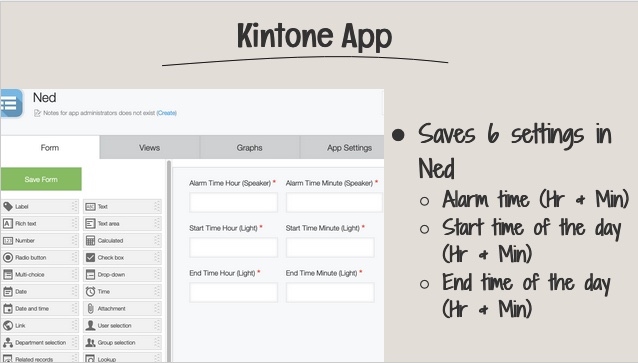 Kintone App
Ned
Notes for app administrators does not exist (Create)
Form Views Graphs App Settings
Save Form
Label Text
Rich text Text area
Number Calculated
Radio button Check box
Multi-choice Drop-down
Date Time
Date and time Attachment
Link User selection
Department selection Group selection
Related records Lookup
Alarm Time Hour (Speaker) * Alarm Time Minute (Speaker) *
Start Time Hour (Light) * Start Time Minute (Light) *
End Time Hour (Light) * End Time Minute (Light) *
● Saves 6 settings in
Ned
○ Alarm time (Hr & Min)
○ Start time of the day
(Hr & Min)
○ End time of the day
(Hr & Min)